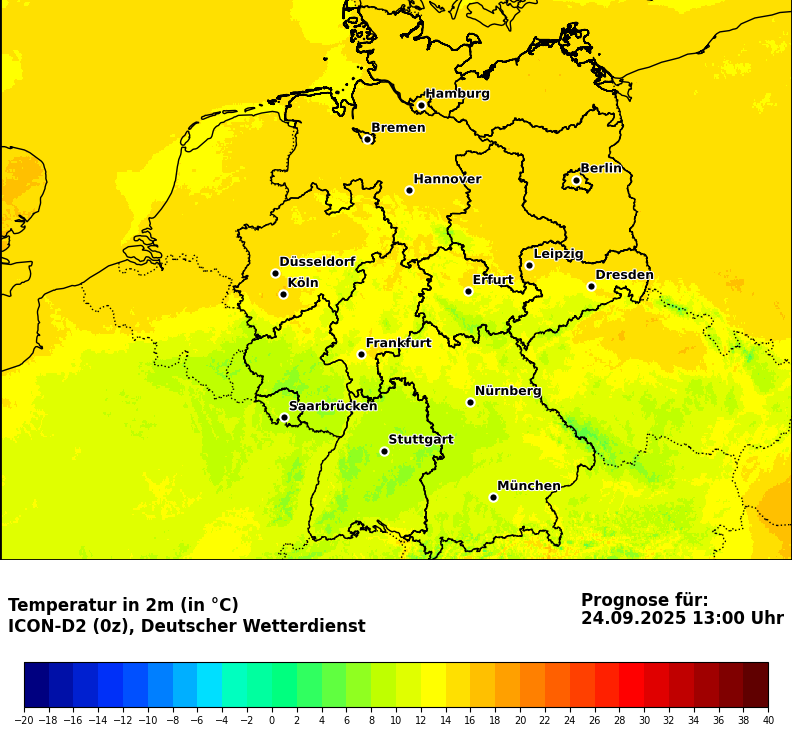 Hamburg
Bremen
Berlin
Hannover
Leipzig
Düsseldorf
Dresden
Köln
Erfurt
Frankfurt
Nürnberg
Saarbrücken
Stuttgart
München
Temperatur in 2m (in °C)
ICON-D2 (0z), Deutscher Wetterdienst
Prognose für:
24.09.2025 13:00 Uhr
−20 −18 −16 −14 −12 −10 −8 −6 −4 −2 0 2 4 6 8 10 12 14 16 18 20 22 24 26 28 30 32 34 36 38 40